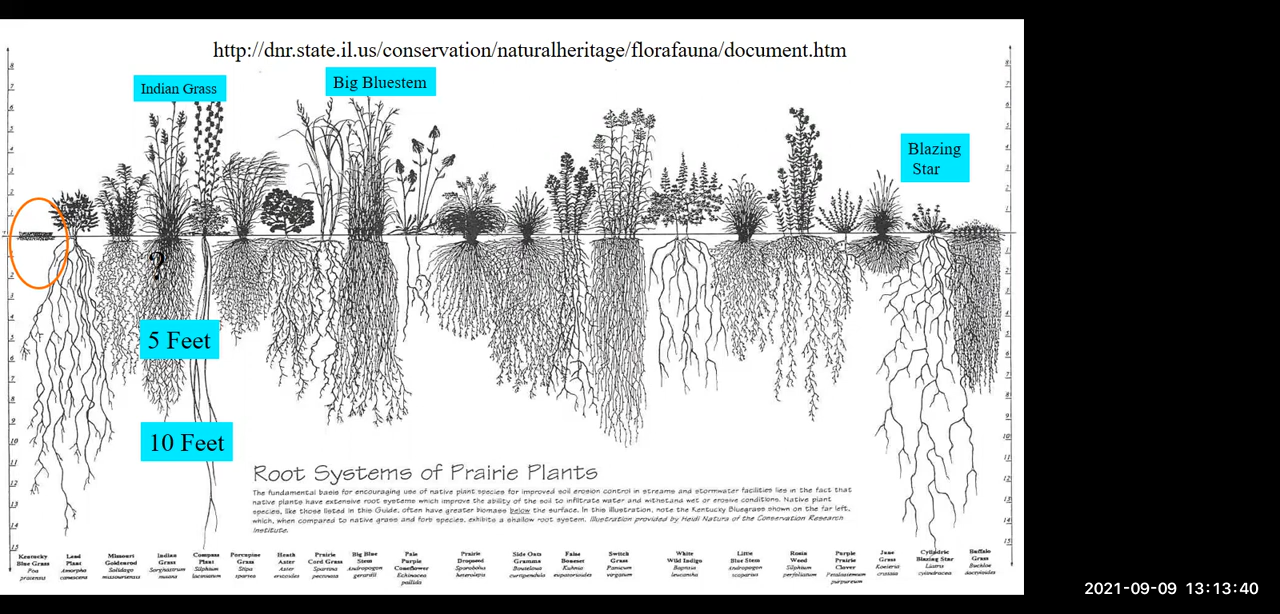 http://dnr.state.il.us/conservation/naturalheritage/florafauna/document.htm
Indian Grass
Big Bluestem
Blazing
Star
?
5 Feet
10 Feet
Root Systems of Prairie Plants
The fundamental basis for encouraging use of native plant species for improved soil erosion control in streams and stormwater facilities lies in the fact that
native plants have extensive root systems which improve the ability of the soil to infiltrate water and withstand wet or erosive conditions. Native plant
species, like those listed in this Guide, often have greater biomass below the surface. In this illustration, note the Kentucky Bluegrass shown on the far left,
which, when compared to native grass and forb species, exhibits a shallow root system. Illustration provided by Heidi Natura of the Conservation Research
Institute.
Kentucky
Blue Grass
Poa
pratensis
Lead
Plant
Amorpha
canescens
Missouri
Goldenrod
Solidago
missouriensis
Indian
Grass
Sorghastrum
nutans
Compass
Plant
Silphium
laciniatum
Porcupine
Grass
Stipa
spartea
Heath
Aster
Aster
ericoides
Prairie
Cord Grass
Spartina
pectinata
Big Blue
Stem
Andropogon
gerardii
Pale
Purple
Coneflower
Echinacea
pallida
Prairie
Dropseed
Sporobolus
heterolepis
Side Oats
Gramma
Bouteloua
curtipendula
False
Boneset
Kuhnia
eupatorioides
Switch
Grass
Panicum
virgatum
White
Wild Indigo
Baptisia
leucantha
Little
Blue Stem
Andropogon
scoparius
Rosin
Weed
Silphium
perfoliatum
Purple
Prairie
Clover
Petalostemum
purpureum
June
Grass
Koeleria
cristata
Cylindric
Blazing Star
Liatris
cylindracea
Buffalo
Grass
Buchloe
dactyloides
2021-09-09 13:13:40